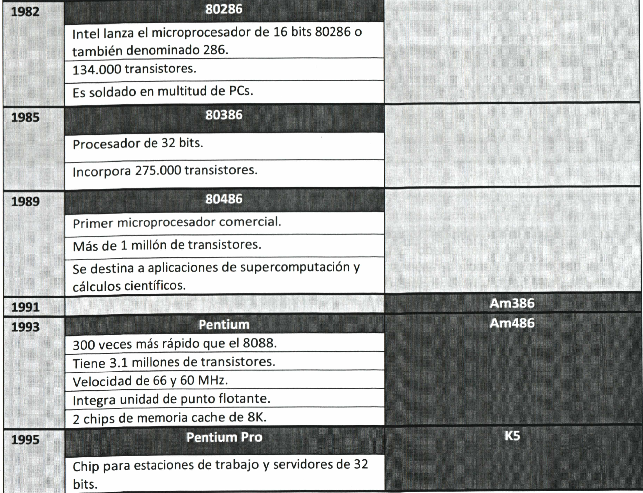 1982
80286
Intel lanza el microprocesador de 16 bits 80286 o
también denominado 286.
134.000 transistores.
Es soldado en multitud de PCs.
1985
80386
Procesador de 32 bits.
Incorpora 275.000 transistores.
1989
80486
Primer microprocesador comercial.
Más de 1 millón de transistores.
Se destina a aplicaciones de supercomputación y
cálculos científicos.
1991
Am386
1993
Pentium
Am486
300 veces más rápido que el 8088.
Tiene 3.1 millones de transistores.
Velocidad de 66 y 60 MHz.
Integra unidad de punto flotante.
2 chips de memoria cache de 8K.
1995
Pentium Pro
K5
Chip para estaciones de trabajo y servidores de 32
bits.